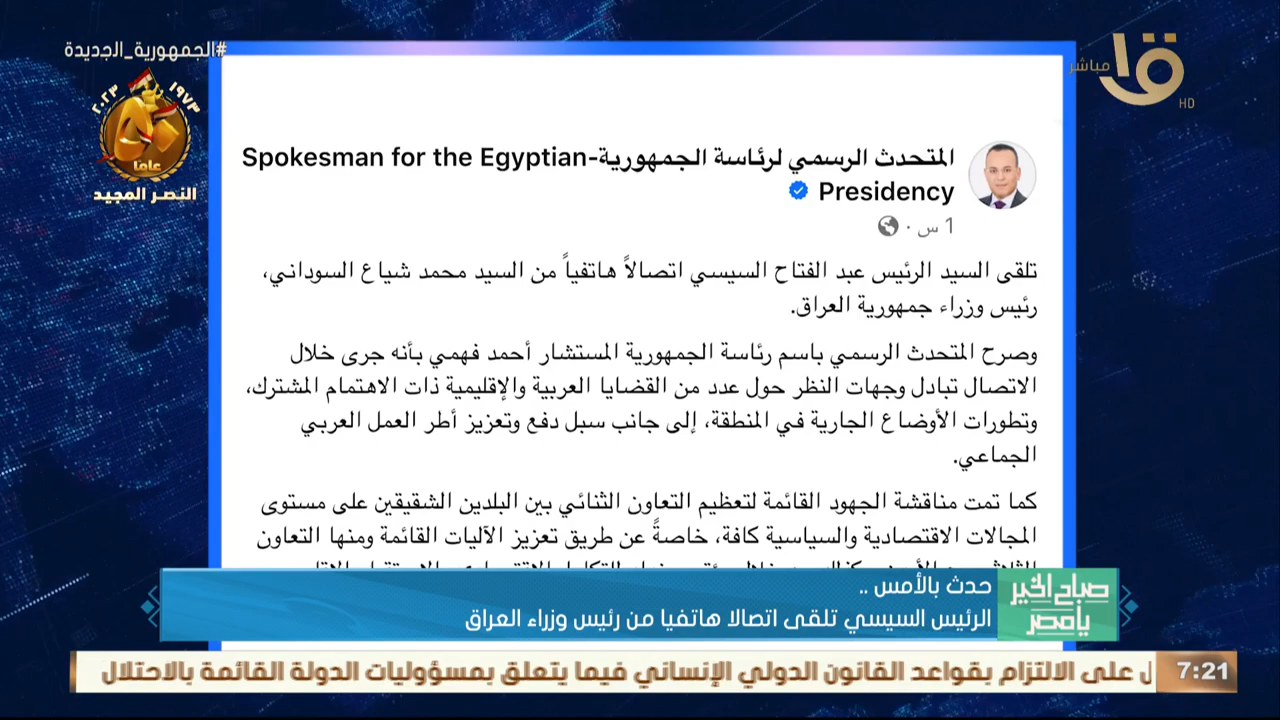 #الجمهورية_الجديدة
١٩٧٣
٢٠٢٣
٥٠
عاما
النصر المجيد
مباشر
HD
المتحدث الرسمي لرئاسة الجمهورية-Spokesman for the Egyptian
Presidency
1 س ·
تلقى السيد الرئيس عبد الفتاح السيسي اتصالاً هاتفياً من السيد محمد شياع السوداني،
رئيس وزراء جمهورية العراق.
وصرح المتحدث الرسمي باسم رئاسة الجمهورية المستشار أحمد فهمي بأنه جرى خلال
الاتصال تبادل وجهات النظر حول عدد من القضايا العربية والإقليمية ذات الاهتمام المشترك،
وتطورات الأوضاع الجارية في المنطقة، إلى جانب سبل دفع وتعزيز أطر العمل العربي
الجماعي.
كما تمت مناقشة الجهود القائمة لتعظيم التعاون الثنائي بين البلدين الشقيقين على مستوى
المجالات الاقتصادية والسياسية كافة، خاصةً عن طريق تعزيز الآليات القائمة ومنها التعاون
صباح الخير
يا مصر
حدث بالأمس ..
الرئيس السيسي تلقى اتصالا هاتفيا من رئيس وزراء العراق
ل على الالتزام بقواعد القانون الدولي الإنساني فيما يتعلق بمسؤوليات الدولة القائمة بالاحتلال
7:21